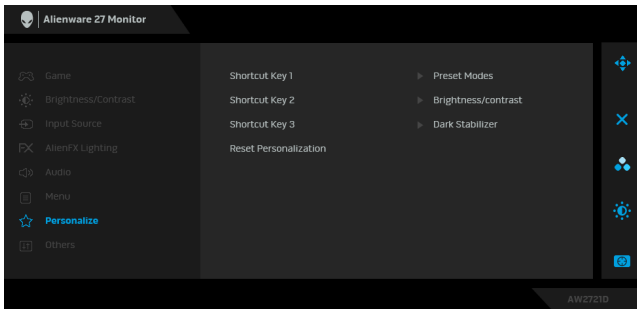 Alienware 27 Monitor
Game
Brightness/Contrast
Input Source
FX AlienFX Lighting
Audio
Menu
Personalize
Others
Shortcut Key 1 Preset Modes
Shortcut Key 2 Brightness/contrast
Shortcut Key 3 Dark Stabilizer
Reset Personalization
AW2721D